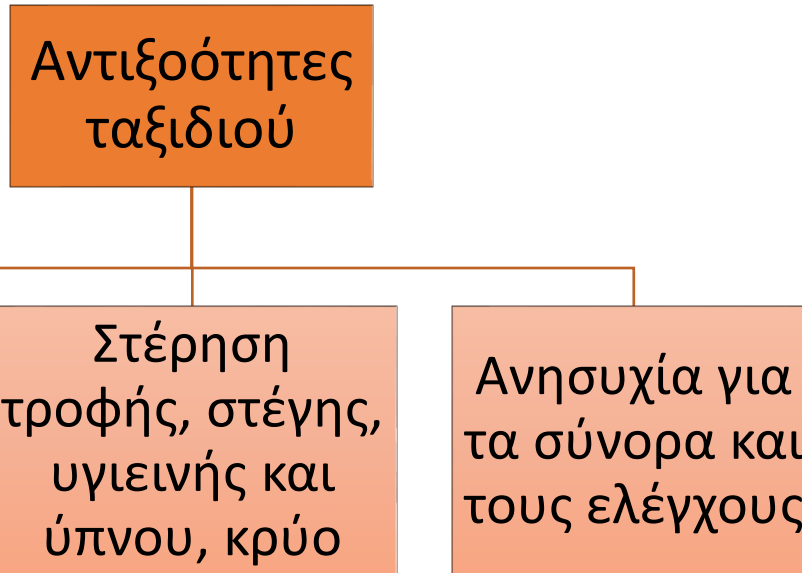 Αντιξοότητες
ταξιδιού
Στέρηση
τροφής, στέγης,
υγιεινής και
ύπνου, κρύο
Ανησυχία για
τα σύνορα και
τους ελέγχους